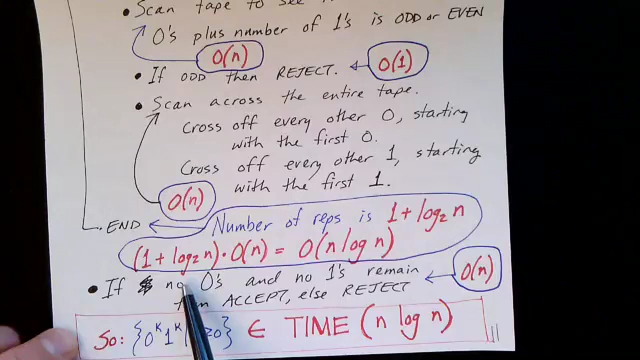 • Scan tape to see
0's plus number of 1's is ODD or EVEN
O(n)
• If ODD then REJECT.
O(1)
• Scan across the entire tape.
Cross off every other 0, starting
with the first 0.
Cross off every other 1, starting
with the first 1.
O(n)
END
Number of reps is 1 + log₂ n
(1 + log₂ n) · O(n) = O(n log n)
• If no 0's and no 1's remain
ACCEPT, else REJECT
O(n)
So: {0ᵏ1ᵏ | ≥0} ∈ TIME (n log n)
11